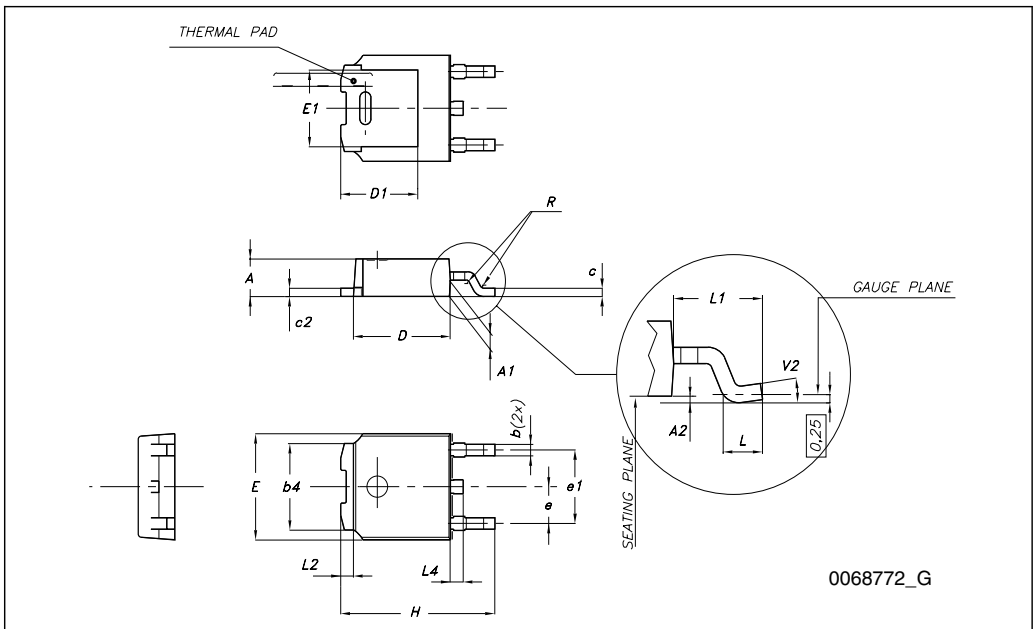 THERMAL PAD
E1
D1
R
A
c
c2
D
A1
L1
GAUGE PLANE
V2
A2
L
0,25
SEATING PLANE
b(2x)
E
b4
e
e1
L2
L4
H
0068772_G